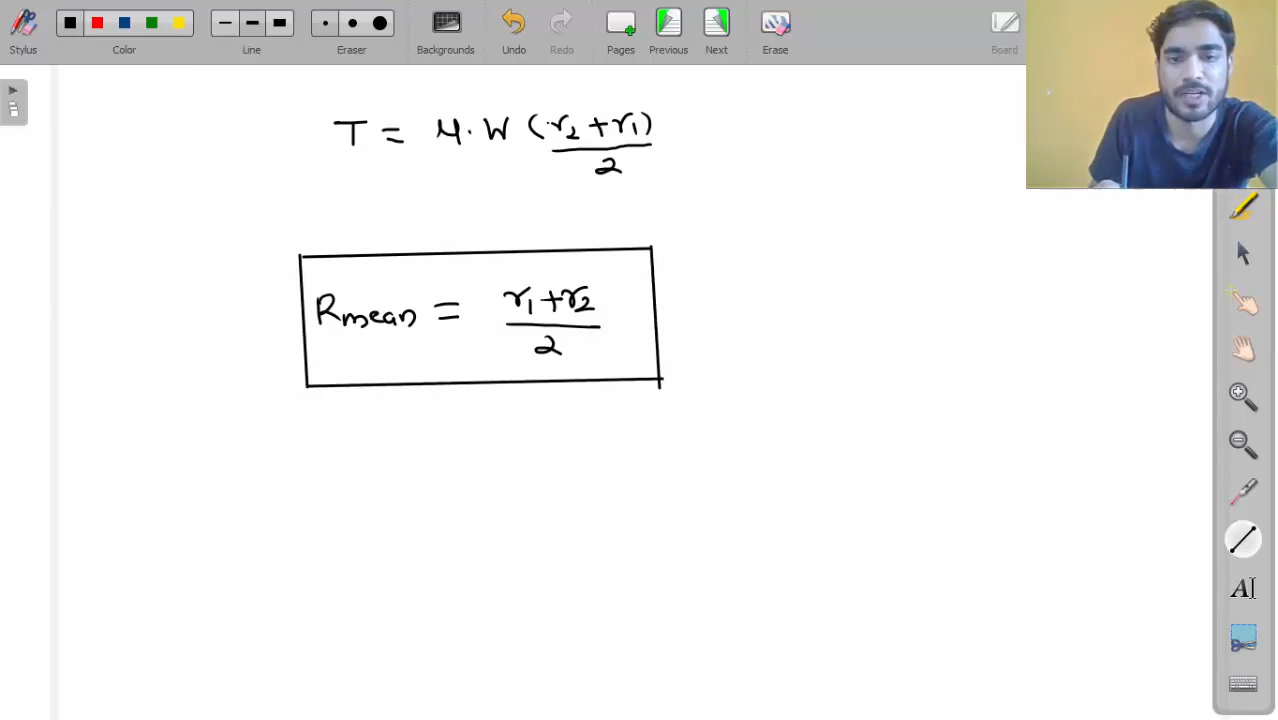 Stylus
Color
Line
Eraser
Backgrounds
Undo
Redo
Pages
Previous
Next
Erase
Board
T = μ. W (r₂ + r₁)
2
Rmean = r₁ + r₂
2
A